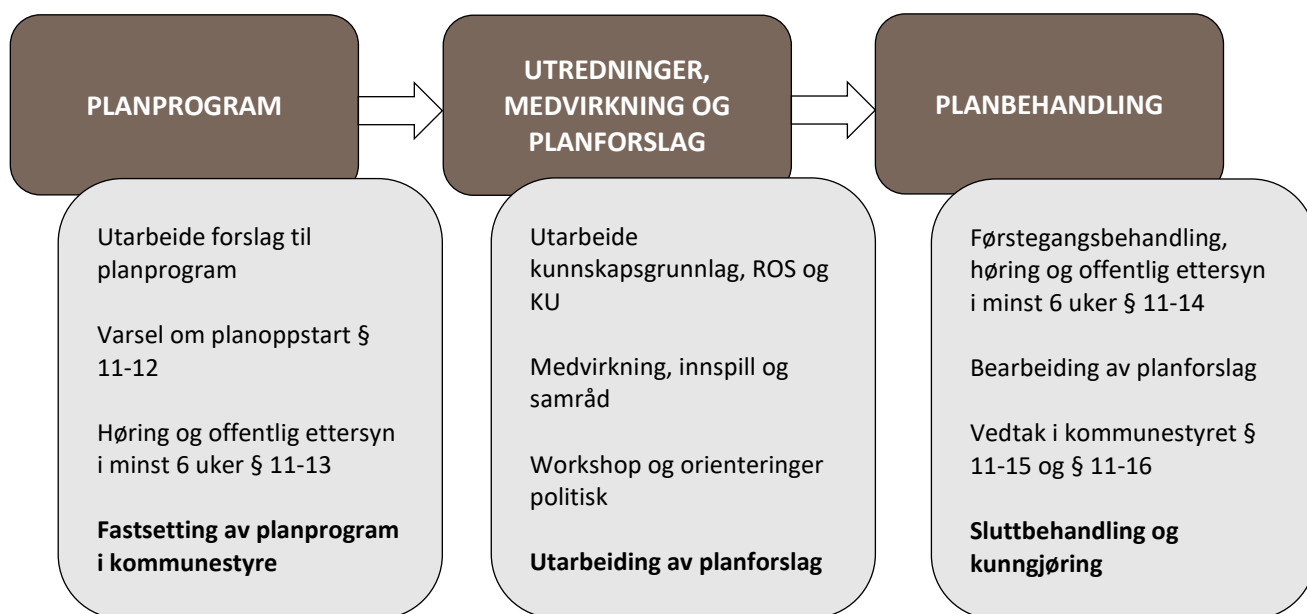 PLANPROGRAM
Utarbeide forslag til
planprogram
Varsel om planoppstart §
11-12
Høring og offentlig ettersyn
i minst 6 uker § 11-13
Fastsetting av planprogram
i kommunestyre
UTREDNINGER,
MEDVIRKNING OG
PLANFORSLAG
Utarbeide
kunnskapsgrunnlag, ROS og
KU
Medvirkning, innspill og
samråd
Workshop og orienteringer
politisk
Utarbeiding av planforslag
PLANBEHANDLING
Førstegangsbehandling,
høring og offentlig ettersyn
i minst 6 uker § 11-14
Bearbeiding av planforslag
Vedtak i kommunestyret §
11-15 og § 11-16
Sluttbehandling og
kunngjøring